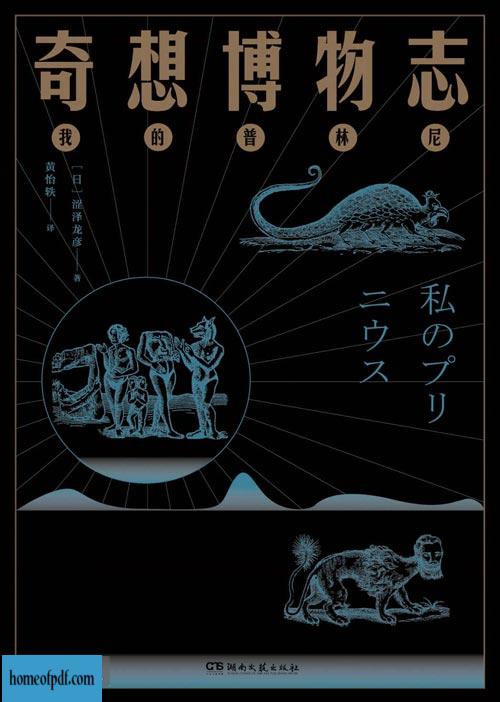 奇想博物志
我的普林尼
[日]涩泽龙彦——著
黄怡轶——译
私のプリ
ニウス
湖南文艺出版社
homeofpdf.com